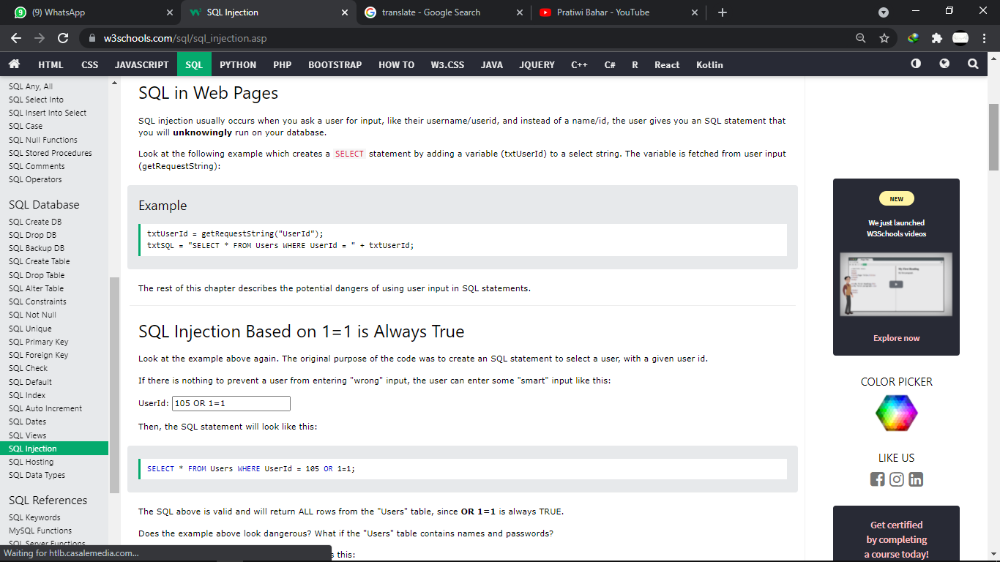 (9) WhatsApp
SQL Injection
translate - Google Search
Pratiwi Bahar - YouTube
w3schools.com/sql/sql_injection.asp
HTML CSS JAVASCRIPT SQL PYTHON PHP BOOTSTRAP HOW TO W3.CSS JAVA JQUERY C++ C# R React Kotlin
SQL Any, All
SQL Select Into
SQL Insert Into Select
SQL Case
SQL Null Functions
SQL Stored Procedures
SQL Comments
SQL Operators
SQL Database
SQL Create DB
SQL Drop DB
SQL Backup DB
SQL Create Table
SQL Drop Table
SQL Alter Table
SQL Constraints
SQL Not Null
SQL Unique
SQL Primary Key
SQL Foreign Key
SQL Check
SQL Default
SQL Index
SQL Auto Increment
SQL Dates
SQL Views
SQL Injection
SQL Hosting
SQL Data Types
SQL References
SQL Keywords
MySQL Functions
SQL Server Functions
Waiting for htlb.casalemedia.com...
SQL in Web Pages
SQL injection usually occurs when you ask a user for input, like their username/userid, and instead of a name/id, the user gives you an SQL statement that
you will unknowingly run on your database.
Look at the following example which creates a SELECT statement by adding a variable (txtUserId) to a select string. The variable is fetched from user input
(getRequestString):
Example
txtUserId = getRequestString("UserId");
txtSQL = "SELECT * FROM Users WHERE UserId = " + txtUserId;
The rest of this chapter describes the potential dangers of using user input in SQL statements.
SQL Injection Based on 1=1 is Always True
Look at the example above again. The original purpose of the code was to create an SQL statement to select a user, with a given user id.
If there is nothing to prevent a user from entering "wrong" input, the user can enter some "smart" input like this:
UserId: 105 OR 1=1
Then, the SQL statement will look like this:
SELECT * FROM Users WHERE UserId = 105 OR 1=1;
The SQL above is valid and will return ALL rows from the "Users" table, since OR 1=1 is always TRUE.
Does the example above look dangerous? What if the "Users" table contains names and passwords?
s this:
NEW
We just launched
W3Schools videos
Explore now
COLOR PICKER
LIKE US
Get certified
by completing
a course today!